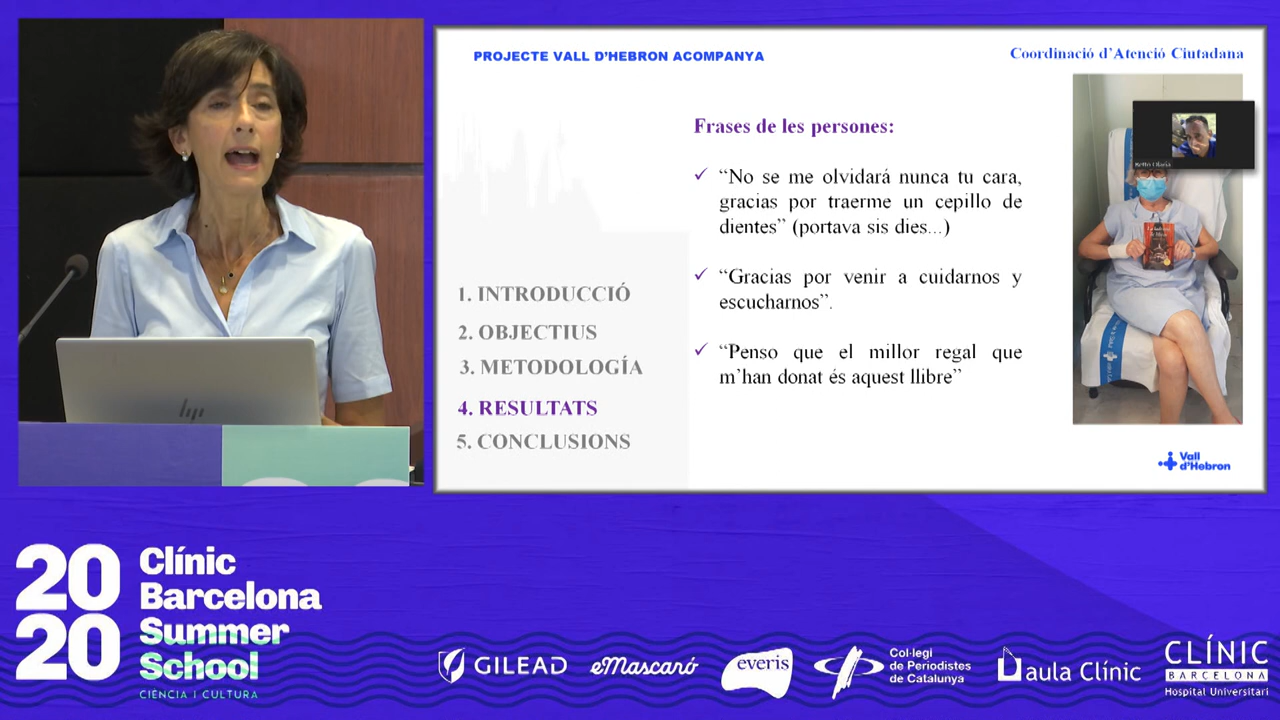 PROJECTE VALL D'HEBRON ACOMPANYA
Coordinació d'Atenció Ciutadana
Frases de les persones:
✓ “No se me olvidará nunca tu cara,
gracias por traerme un cepillo de
dientes” (portava sis dies...)
✓ “Gracias por venir a cuidarnos y
escucharnos”.
✓ “Penso que el millor regal que
m'han donat és aquest llibre”
1. INTRODUCCIÓ
2. OBJECTIUS
3. METODOLOGÍA
4. RESULTATS
5. CONCLUSIONS
Vall
d'Hebron
hp
2020
Clínic
Barcelona
Summer
School
CIÈNCIA I CULTURA
GILEAD
eMascaró
everis
Col·legi
de Periodistes
de Catalunya
aula Clínic
CLÍNIC
BARCELONA
Hospital Universitari